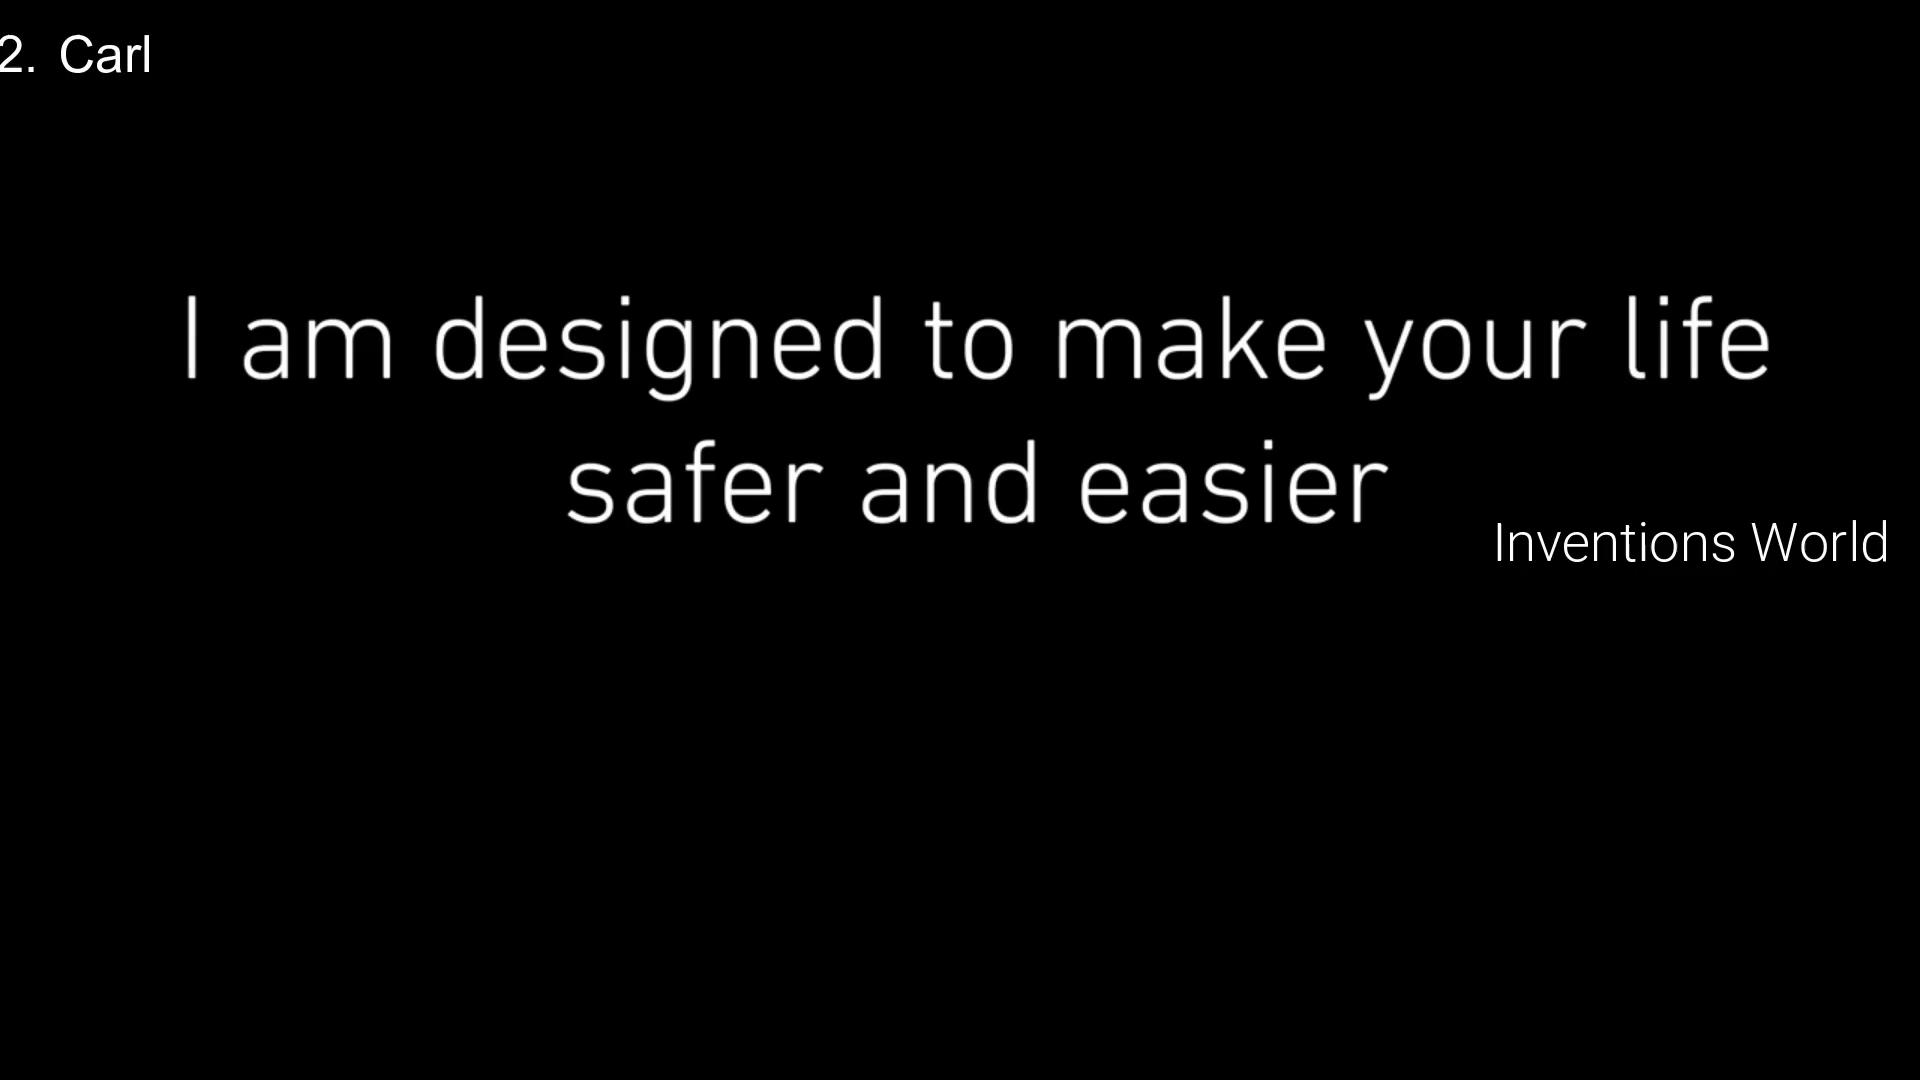 2. Carl
I am designed to make your life
safer and easier
Inventions World